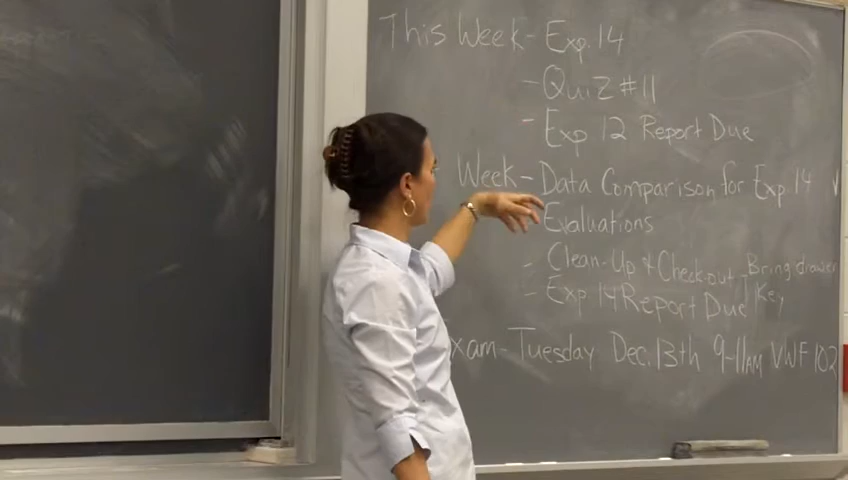 This Week- Exp. 14
- Quiz #11
- Exp 12 Report Due
Week- Data Comparison for Exp. 14
Evaluations
- Clean-Up & Checkout - Bring drawer
- Exp 14 Report Due Key
xam- Tuesday Dec. 13th 9-11AM VWF 102